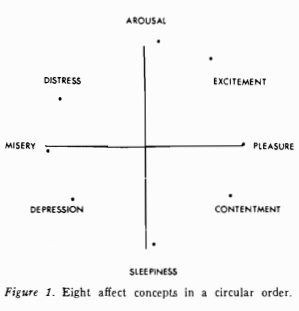 AROUSAL
DISTRESS
EXCITEMENT
MISERY
PLEASURE
DEPRESSION
CONTENTMENT
SLEEPINESS
Figure 1. Eight affect concepts in a circular order.